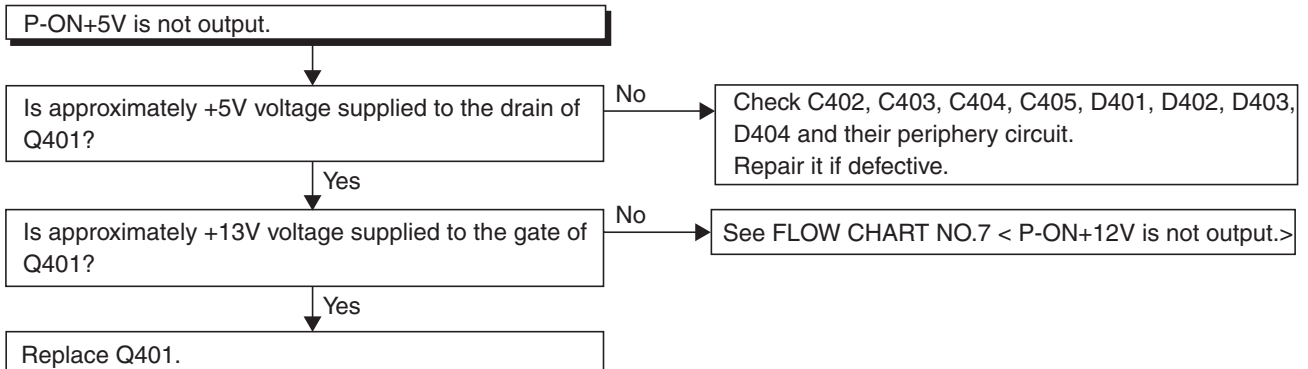 P-ON+5V is not output.
Is approximately +5V voltage supplied to the drain of
Q401?
No
Check C402, C403, C404, C405, D401, D402, D403,
D404 and their periphery circuit.
Repair it if defective.
Yes
Is approximately +13V voltage supplied to the gate of
Q401?
No
See FLOW CHART NO.7 < P-ON+12V is not output.>
Yes
Replace Q401.